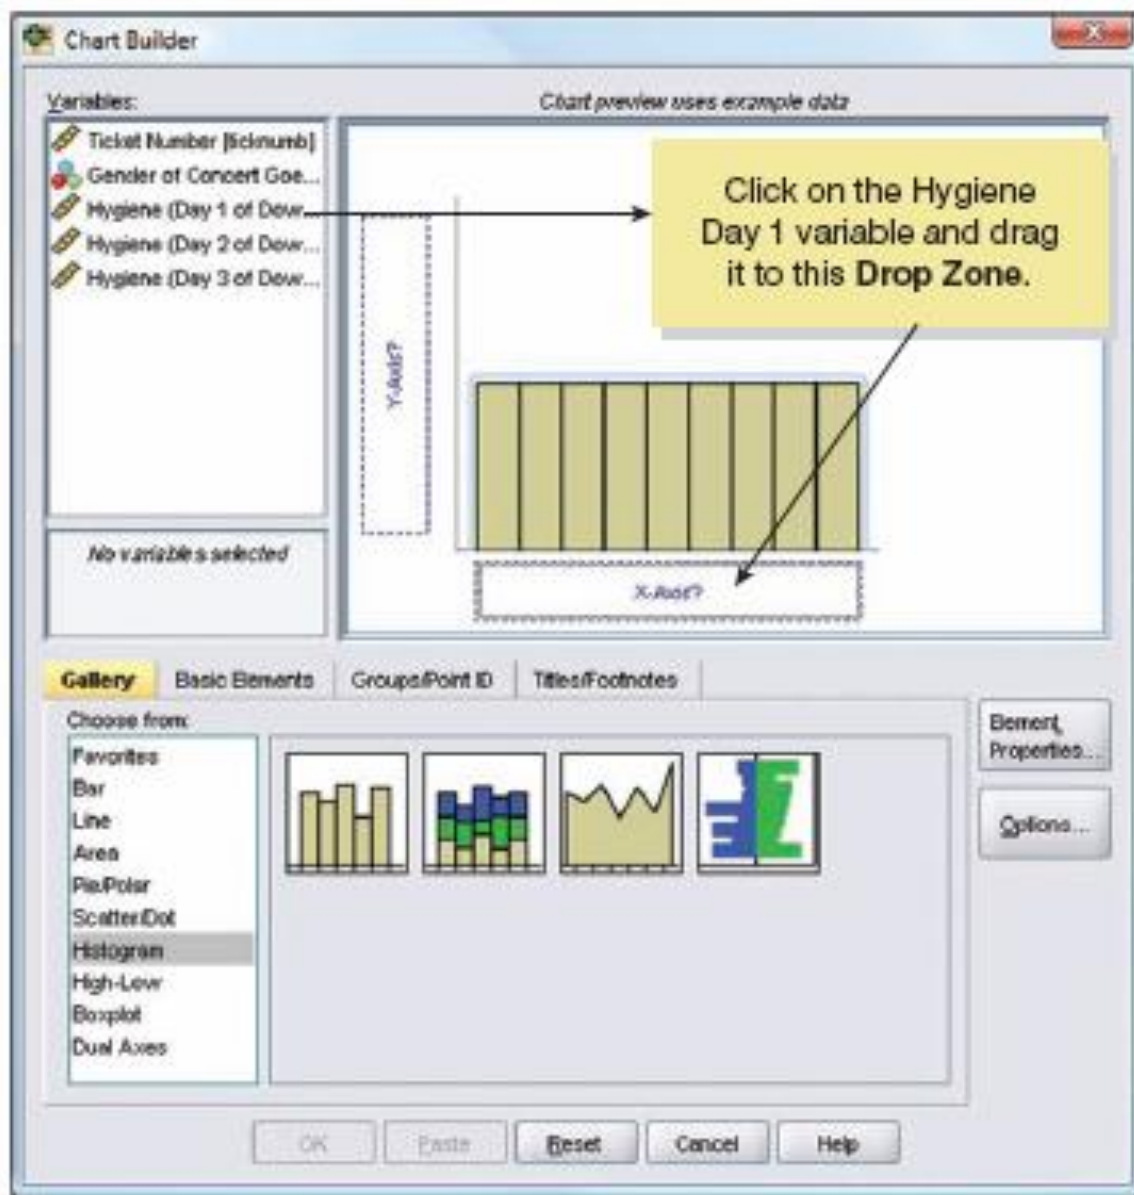 Chart Builder
Variables:
Chart preview uses example data
Ticket Number [ticknumb]
Gender of Concert Goe...
Hygiene (Day 1 of Dow...
Hygiene (Day 2 of Dow...
Hygiene (Day 3 of Dow...
Click on the Hygiene
Day 1 variable and drag
it to this Drop Zone.
Y-Axis?
X-Axis?
No variables selected
Gallery
Basic Elements
Groups/Point ID
Titles/Footnotes
Choose from:
Favorites
Bar
Line
Area
Pie/Polar
Scatter/Dot
Histogram
High-Low
Boxplot
Dual Axes
Element
Properties...
Options...
OK
Paste
Reset
Cancel
Help